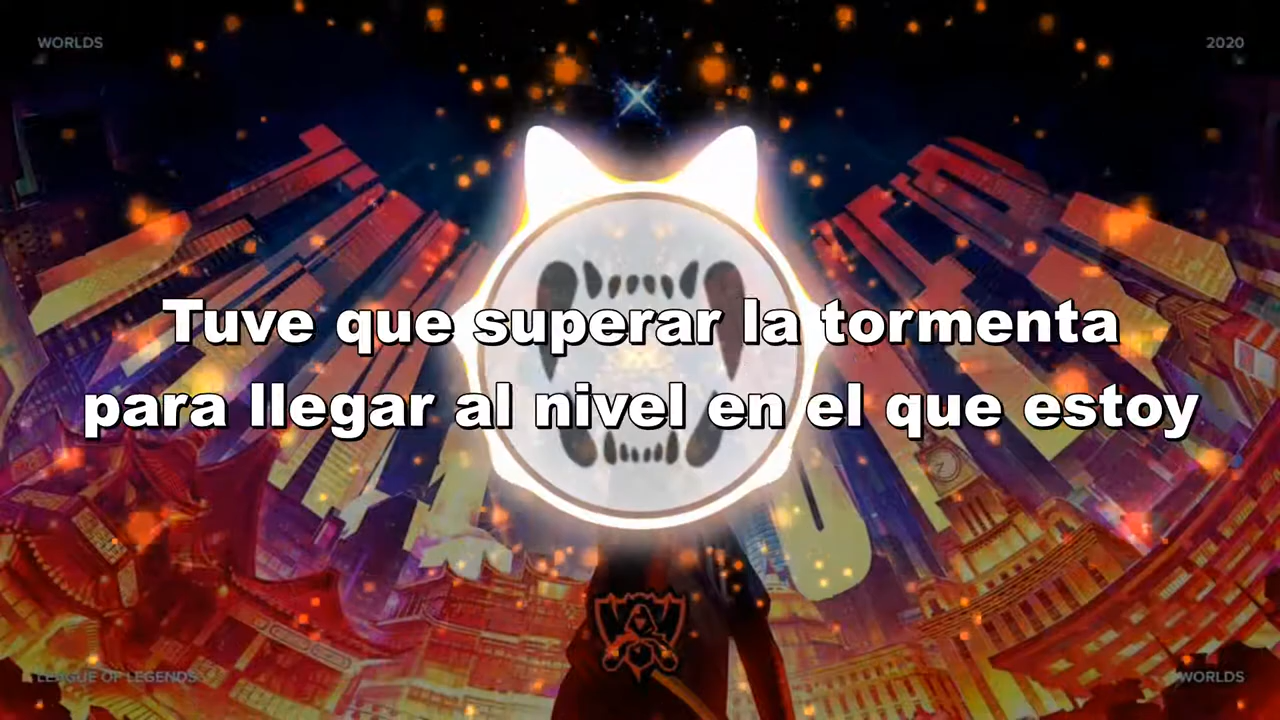 WORLDS
2020
Tuve que superar la tormenta
para llegar al nivel en el que estoy
LEAGUE OF LEGENDS
WORLDS